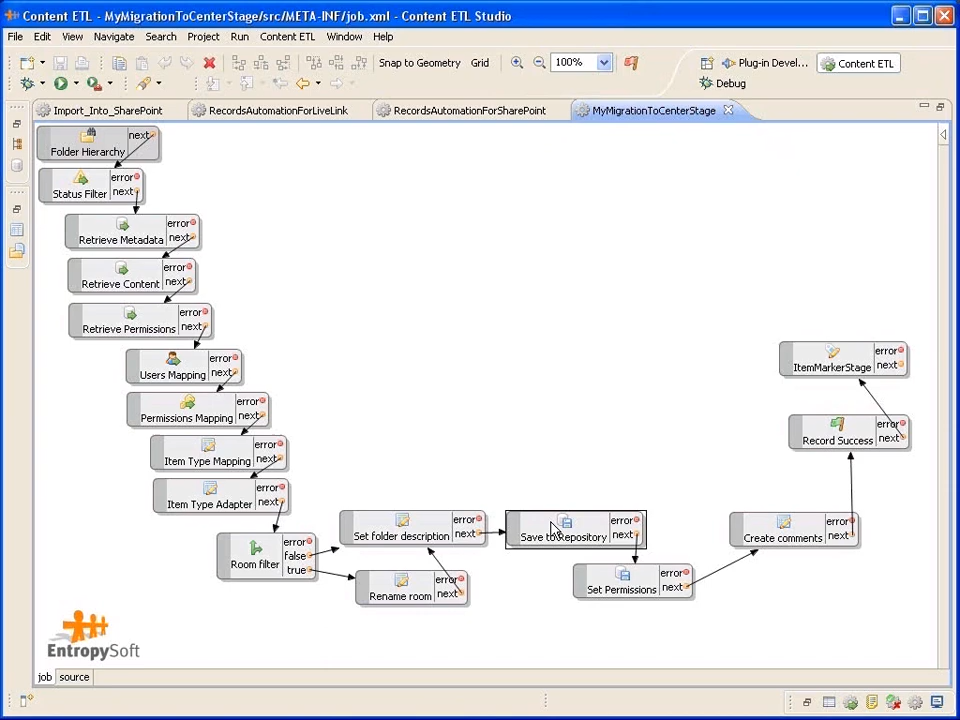 Content ETL - MyMigrationToCenterStage/src/META-INF/job.xml - Content ETL Studio
File Edit View Navigate Search Project Run Content ETL Window Help
Snap to Geometry Grid 100% Plug-in Devel... Content ETL
Debug
Import_Into_SharePoint RecordsAutomationForLiveLink RecordsAutomationForSharePoint MyMigrationToCenterStage
next
Folder Hierarchy
error
next
Status Filter
error
next
Retrieve Metadata
error
next
Retrieve Content
error
next
Retrieve Permissions
error
next
Users Mapping
error
next
Permissions Mapping
error
next
Item Type Mapping
error
next
Item Type Adapter
error
false
true
Room filter
error
next
Set folder description
error
next
Rename room
error
next
Save to Repository
error
next
Set Permissions
error
next
Create comments
error
next
Record Success
error
next
ItemMarkerStage
EntropySoft
job source